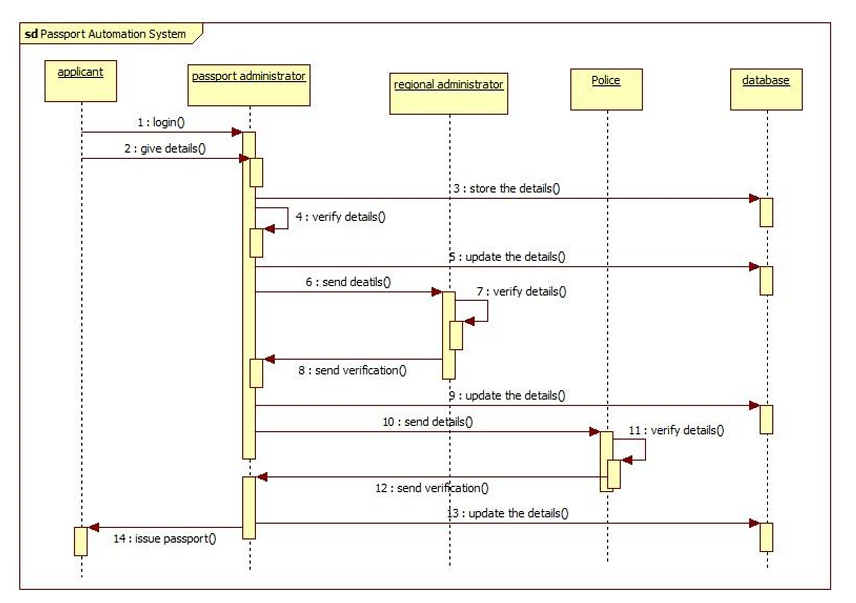 sd Passport Automation System
applicant
passport administrator
regional administrator
Police
database
1 : login()
2 : give details()
3 : store the details()
4 : verify details()
5 : update the details()
6 : send deatils()
7 : verify details()
8 : send verification()
9 : update the details()
10 : send details()
11 : verify details()
12 : send verification()
13 : update the details()
14 : issue passport()